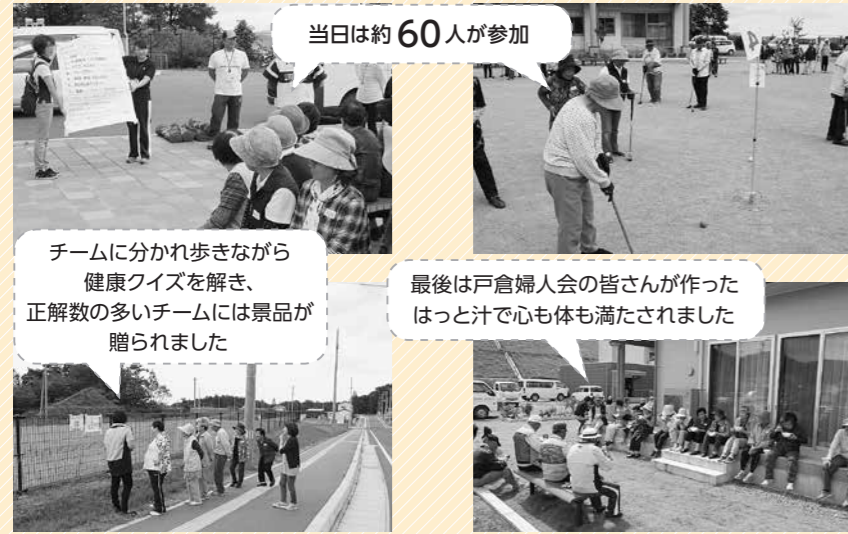 当日は約60人が参加
4
チームに分かれ歩きながら
健康クイズを解き、
正解数の多いチームには景品が
贈られました
最後は戸倉婦人会の皆さんが作った
はっと汁で心も体も満たされました